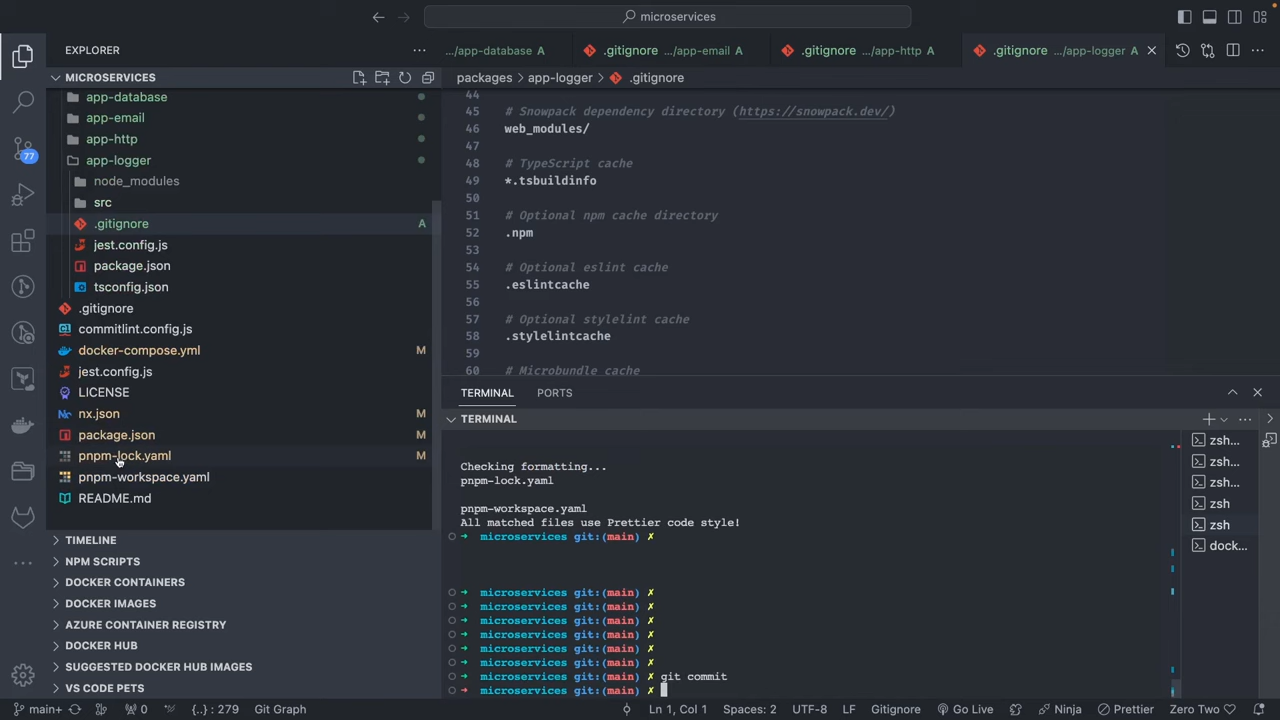 microservices
EXPLORER
MICROSERVICES
app-database
app-email
app-http
app-logger
node_modules
src
.gitignore A
jest.config.js
package.json
tsconfig.json
.gitignore
commitlint.config.js
docker-compose.yml M
jest.config.js
LICENSE
nx.json M
package.json M
pnpm-lock.yaml M
pnpm-workspace.yaml
README.md
TIMELINE
NPM SCRIPTS
DOCKER CONTAINERS
DOCKER IMAGES
AZURE CONTAINER REGISTRY
DOCKER HUB
SUGGESTED DOCKER HUB IMAGES
VS CODE PETS
77
.../app-database A .gitignore .../app-email A .gitignore .../app-http A .gitignore .../app-logger A
packages > app-logger > .gitignore
44
45 # Snowpack dependency directory (https://snowpack.dev/)
46 web_modules/
47
48 # TypeScript cache
49 *.tsbuildinfo
50
51 # Optional npm cache directory
52 .npm
53
54 # Optional eslint cache
55 .eslintcache
56
57 # Optional stylelint cache
58 .stylelintcache
59
60 # Microbundle cache
TERMINAL PORTS
TERMINAL
Checking formatting...
pnpm-lock.yaml
pnpm-workspace.yaml
All matched files use Prettier code style!
➜ microservices git:(main) ✗
➜ microservices git:(main) ✗
➜ microservices git:(main) ✗
➜ microservices git:(main) ✗
➜ microservices git:(main) ✗
➜ microservices git:(main) ✗
➜ microservices git:(main) ✗
➜ microservices git:(main) ✗ git commit
➜ microservices git:(main) ✗
zsh...
zsh...
zsh...
zsh
zsh
dock...
main+ 0 {..} : 279 Git Graph Ln 1, Col 1 Spaces: 2 UTF-8 LF Gitignore Go Live Ninja Prettier Zero Two